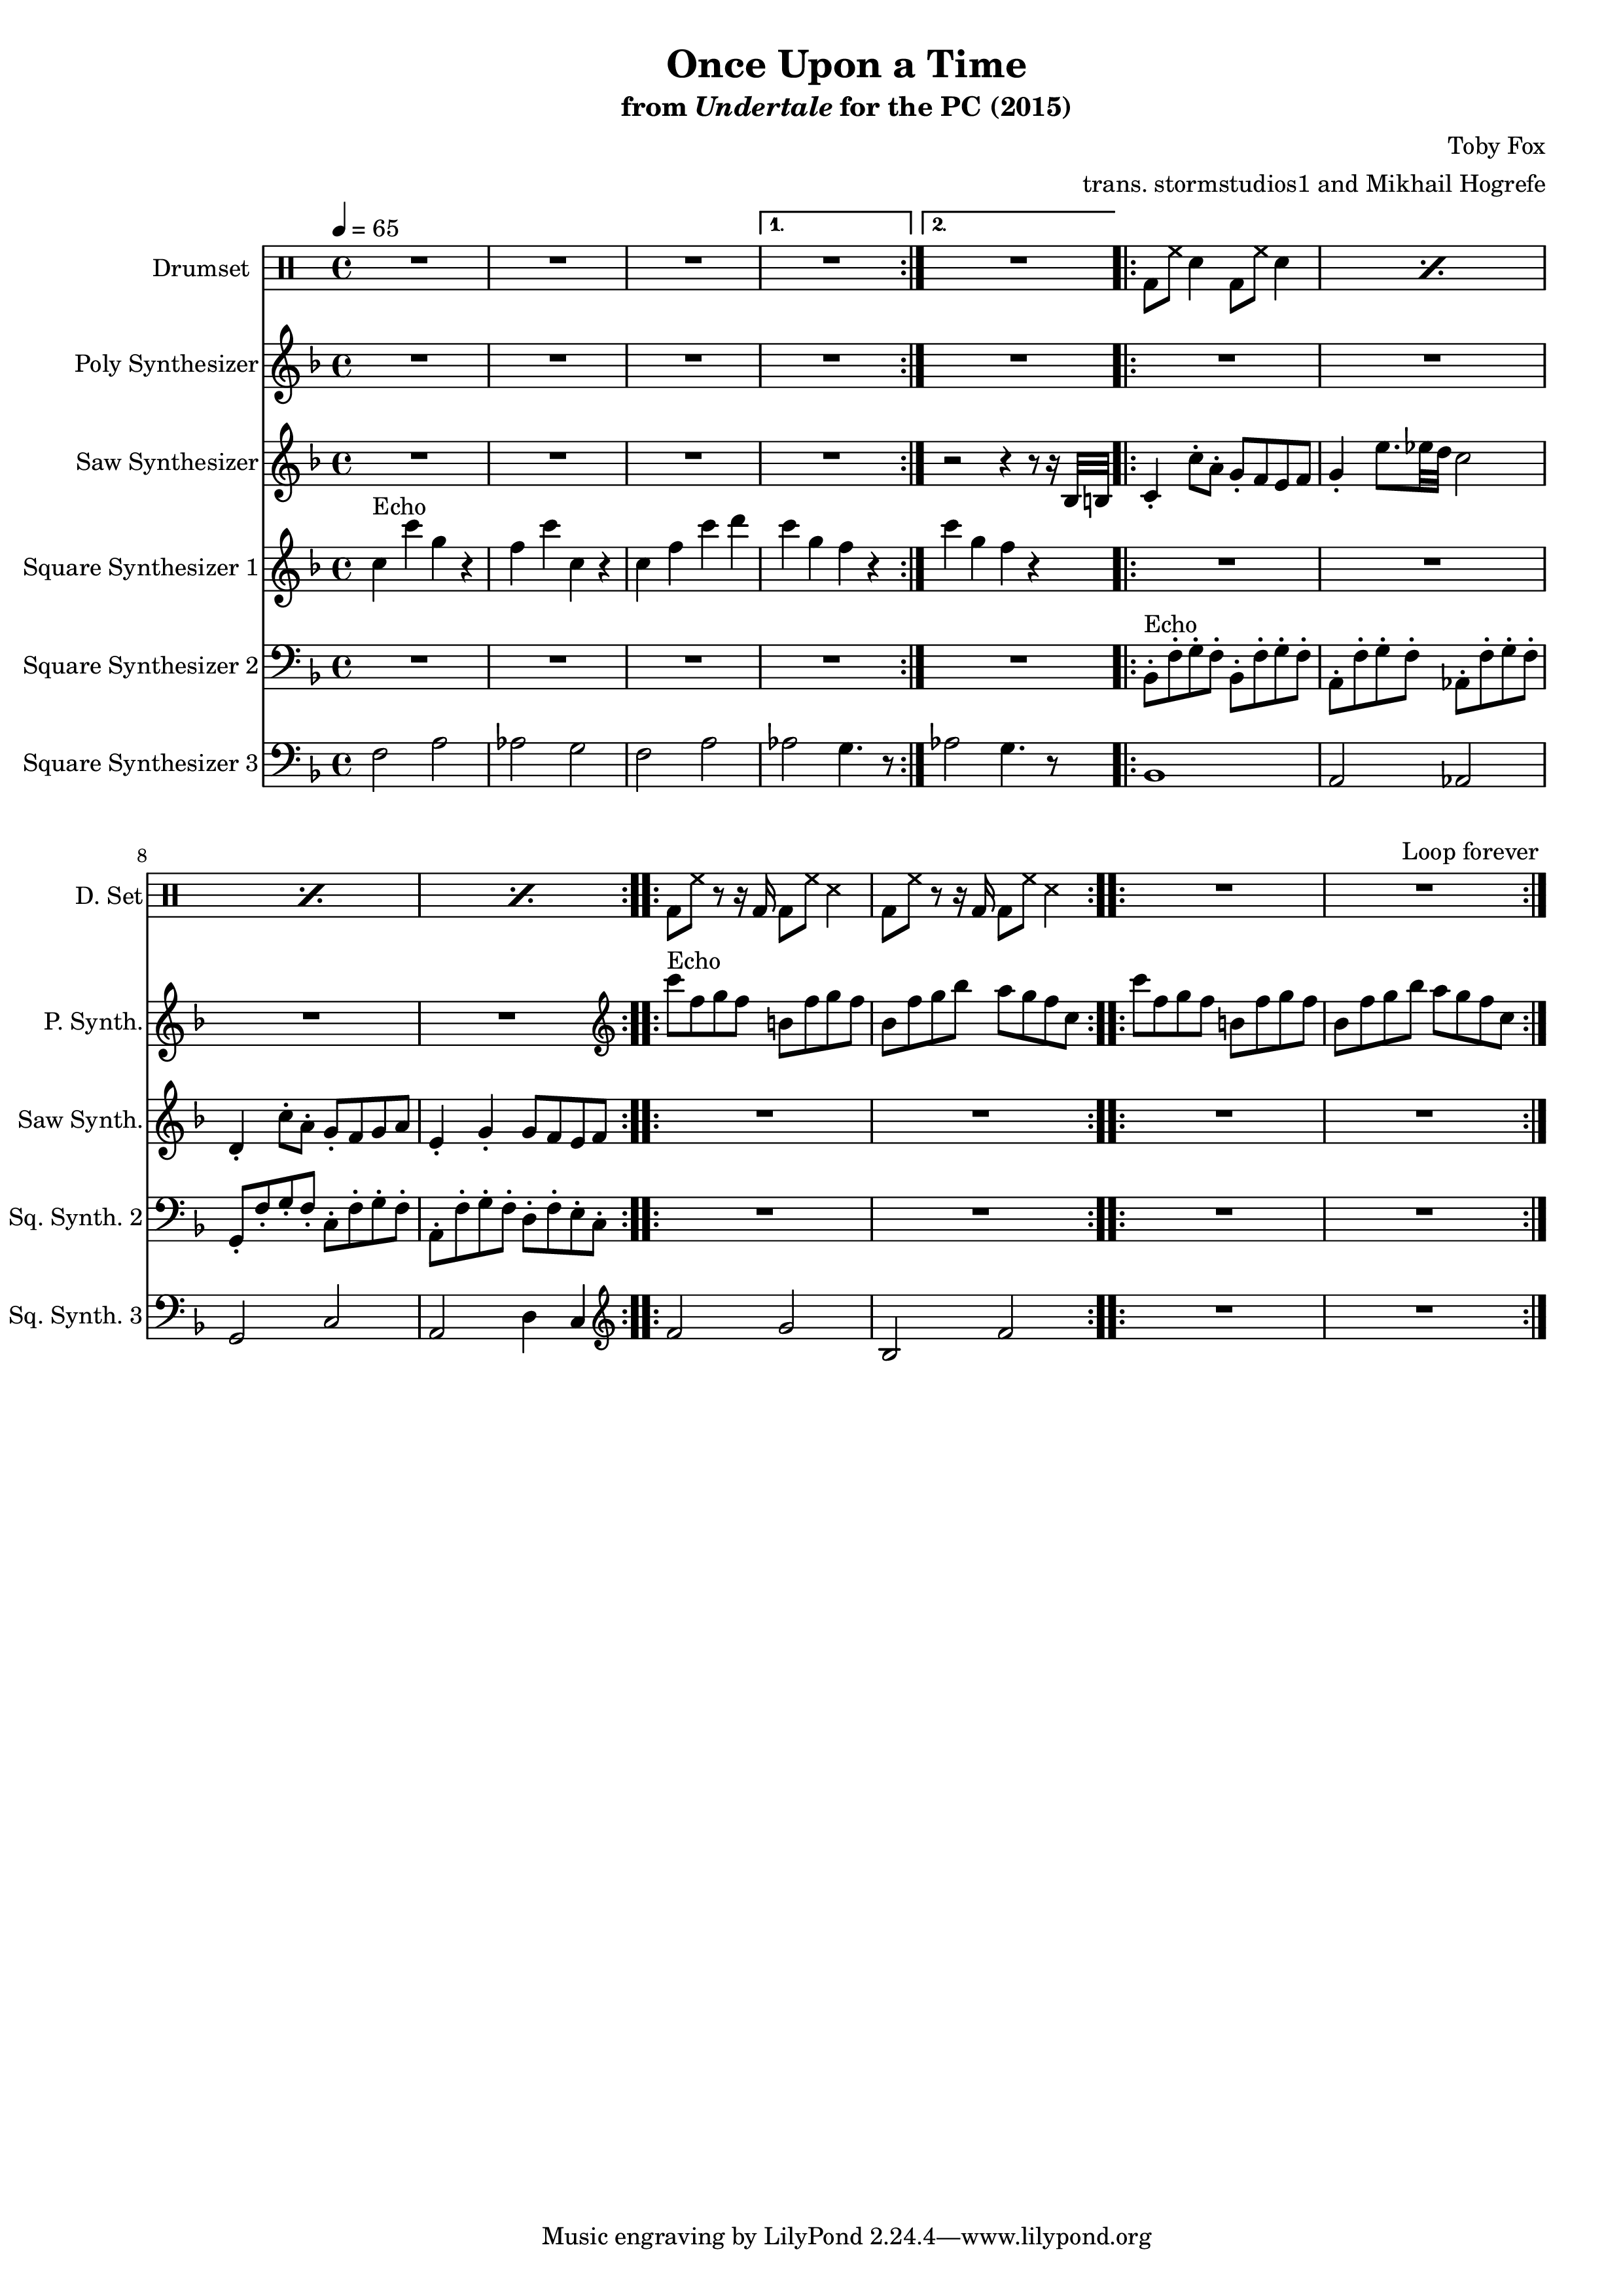 Once Upon a Time
from Undertale for the PC (2015)
Toby Fox
trans. stormstudios1 and Mikhail Hogrefe
= 65
1.
2.
Drumset
Poly Synthesizer
Saw Synthesizer
Echo
Square Synthesizer 1
Echo
Square Synthesizer 2
Square Synthesizer 3
8
Loop forever
D. Set
Echo
P. Synth.
Saw Synth.
Sq. Synth. 2
Sq. Synth. 3
Music engraving by LilyPond 2.24.4—www.lilypond.org